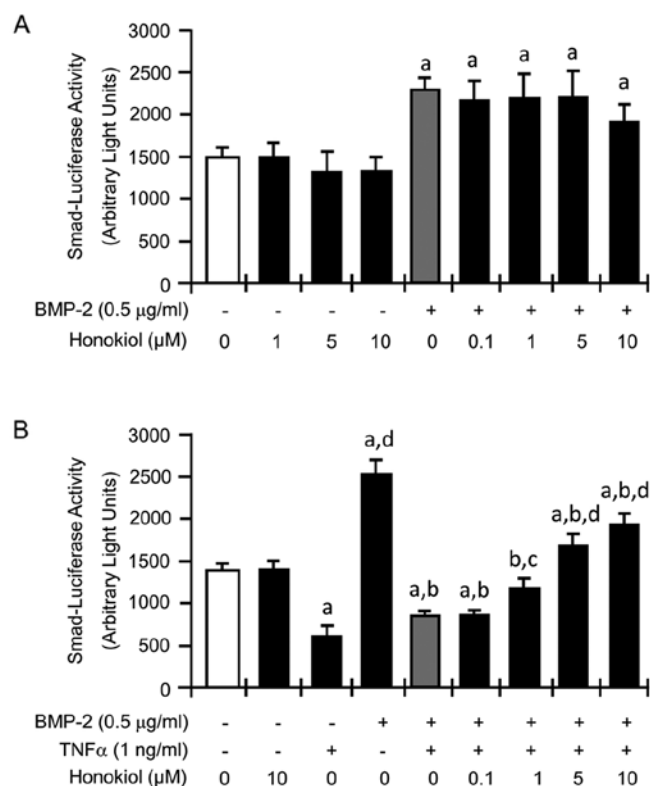 A
Smad-Luciferase Activity
(Arbitrary Light Units)
3000
2500
2000
1500
1000
500
0
a a a a a
BMP-2 (0.5 µg/ml) - - - - + + + + +
Honokiol (µM) 0 1 5 10 0 0.1 1 5 10
B
Smad-Luciferase Activity
(Arbitrary Light Units)
3000
2500
2000
1500
1000
500
0
a a,d a,b a,b b,c a,b,d a,b,d
BMP-2 (0.5 µg/ml) - - - + + + + + +
TNFα (1 ng/ml) - - + - + + + + +
Honokiol (µM) 0 10 0 0 0 0.1 1 5 10